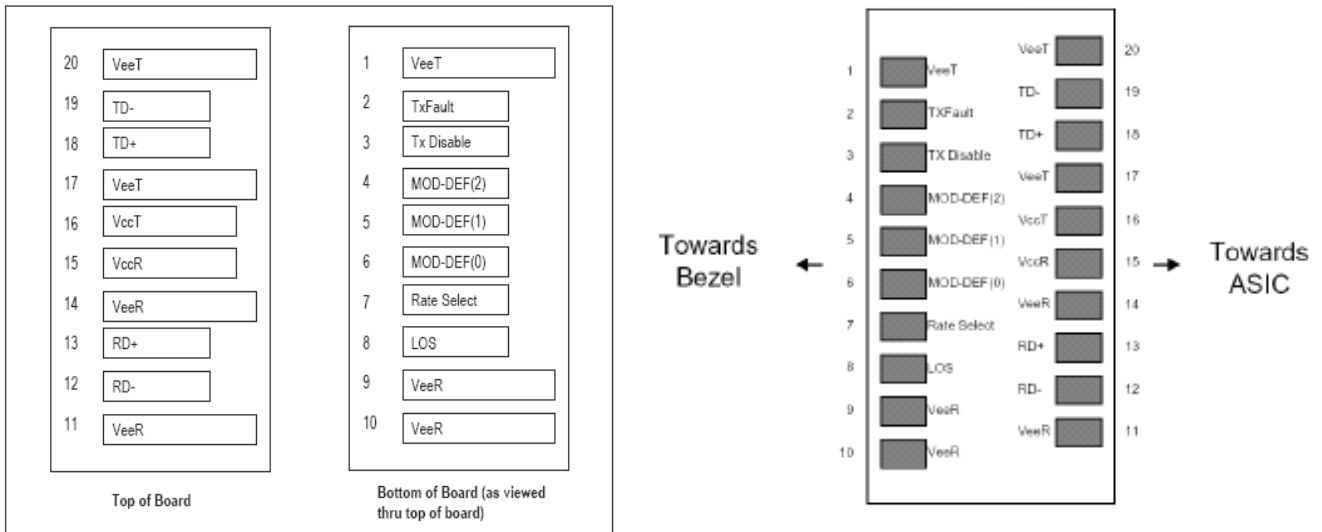 20 VeeT
19 TD-
18 TD+
17 VeeT
16 VccT
15 VccR
14 VeeR
13 RD+
12 RD-
11 VeeR
Top of Board
1 VeeT
2 TxFault
3 Tx Disable
4 MOD-DEF(2)
5 MOD-DEF(1)
6 MOD-DEF(0)
7 Rate Select
8 LOS
9 VeeR
10 VeeR
Bottom of Board (as viewed
thru top of board)
Towards
Bezel
1 VeeT
2 TXFault
3 TX Disable
4 MOD-DEF(2)
5 MOD-DEF(1)
6 MOD-DEF(0)
7 Rate Select
8 LOS
9 VeeR
10 VeeR
VeeT 20
TD- 19
TD+ 18
VeeT 17
VccT 16
VccR 15
VeeR 14
RD+ 13
RD- 12
VeeR 11
Towards
ASIC